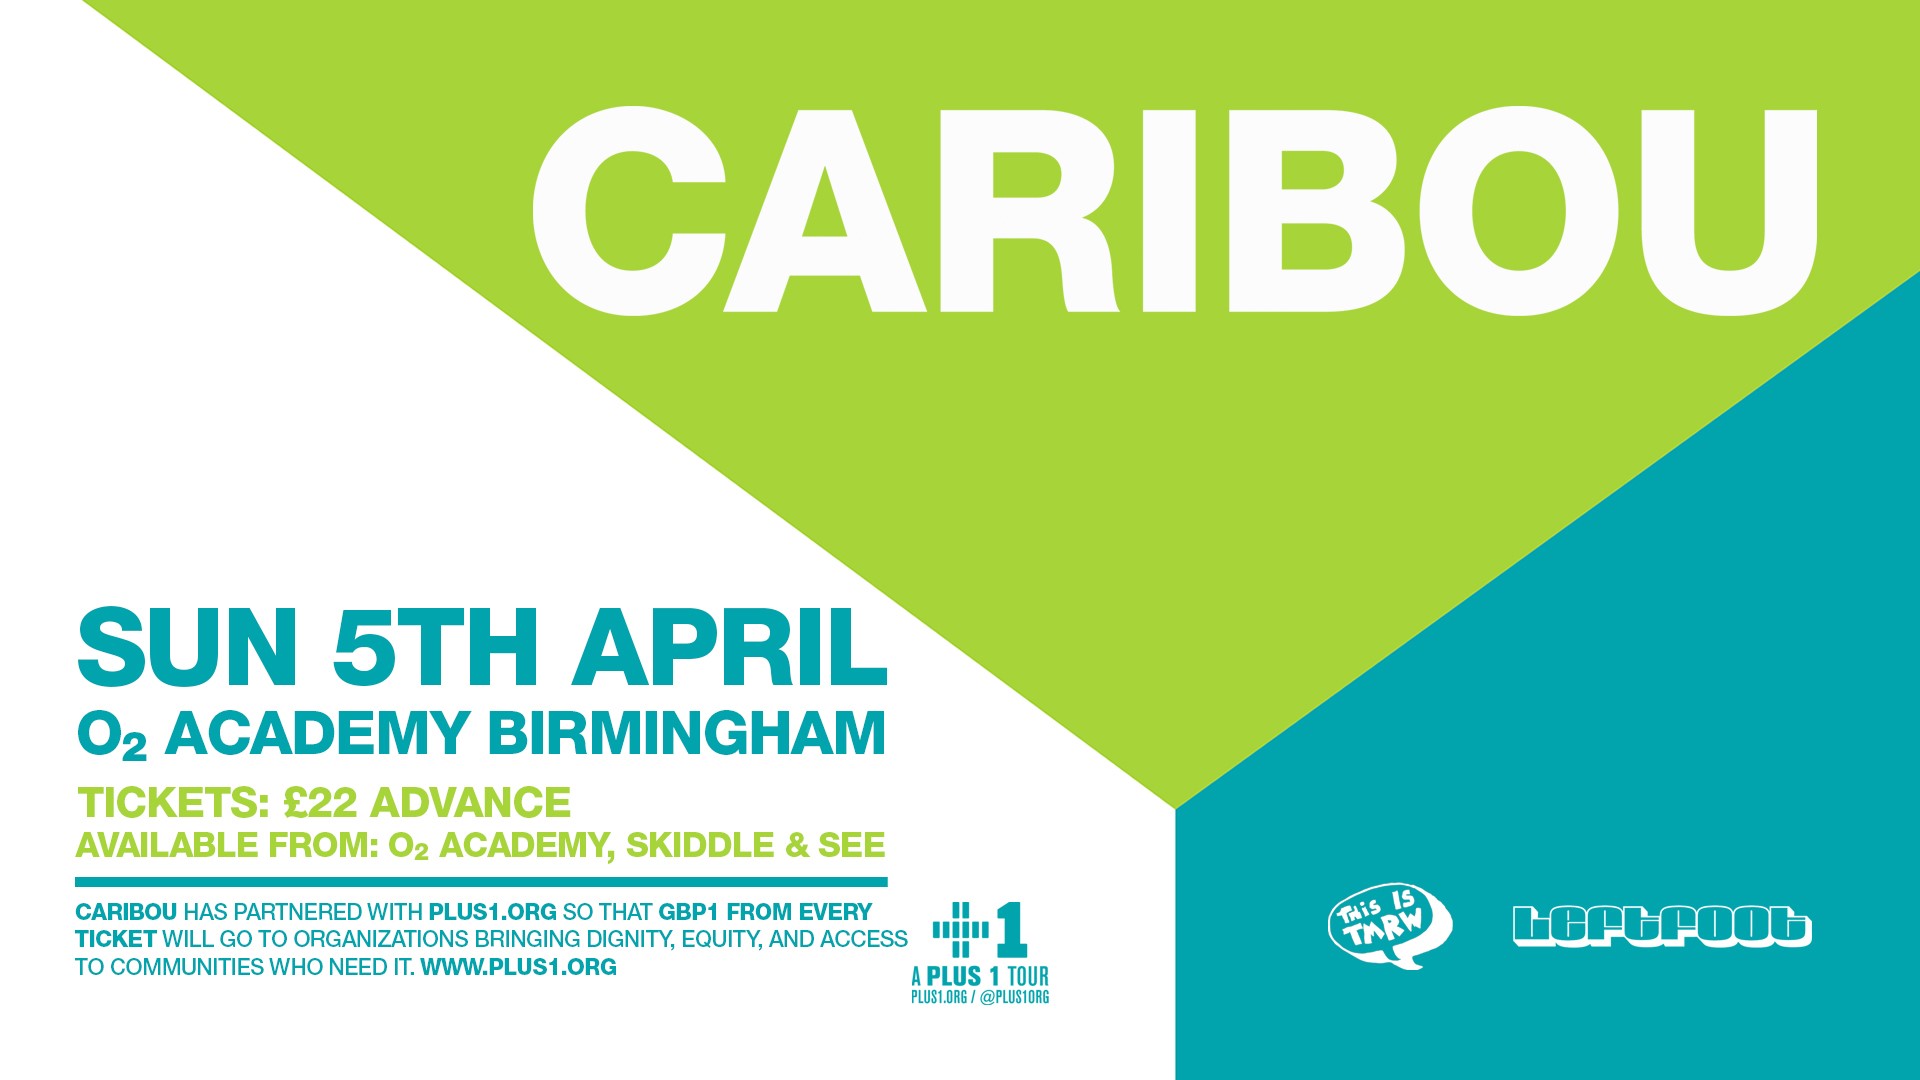 CARIBOU
SUN 5TH APRIL
O₂ ACADEMY BIRMINGHAM
TICKETS: £22 ADVANCE
AVAILABLE FROM: O₂ ACADEMY, SKIDDLE & SEE
CARIBOU HAS PARTNERED WITH PLUS1.ORG SO THAT GBP1 FROM EVERY
TICKET WILL GO TO ORGANIZATIONS BRINGING DIGNITY, EQUITY, AND ACCESS
TO COMMUNITIES WHO NEED IT. WWW.PLUS1.ORG
+1
A PLUS 1 TOUR
PLUS1.ORG / @PLUS1ORG
THis IS
TMRW
LEFTFOOT